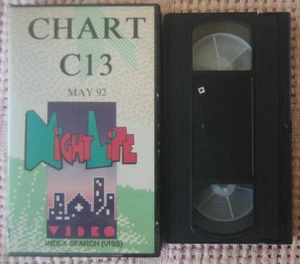 CHART
C13
MAY 92
NIGHT LIFE
VIDEO
INDEX SEARCH (VISS)